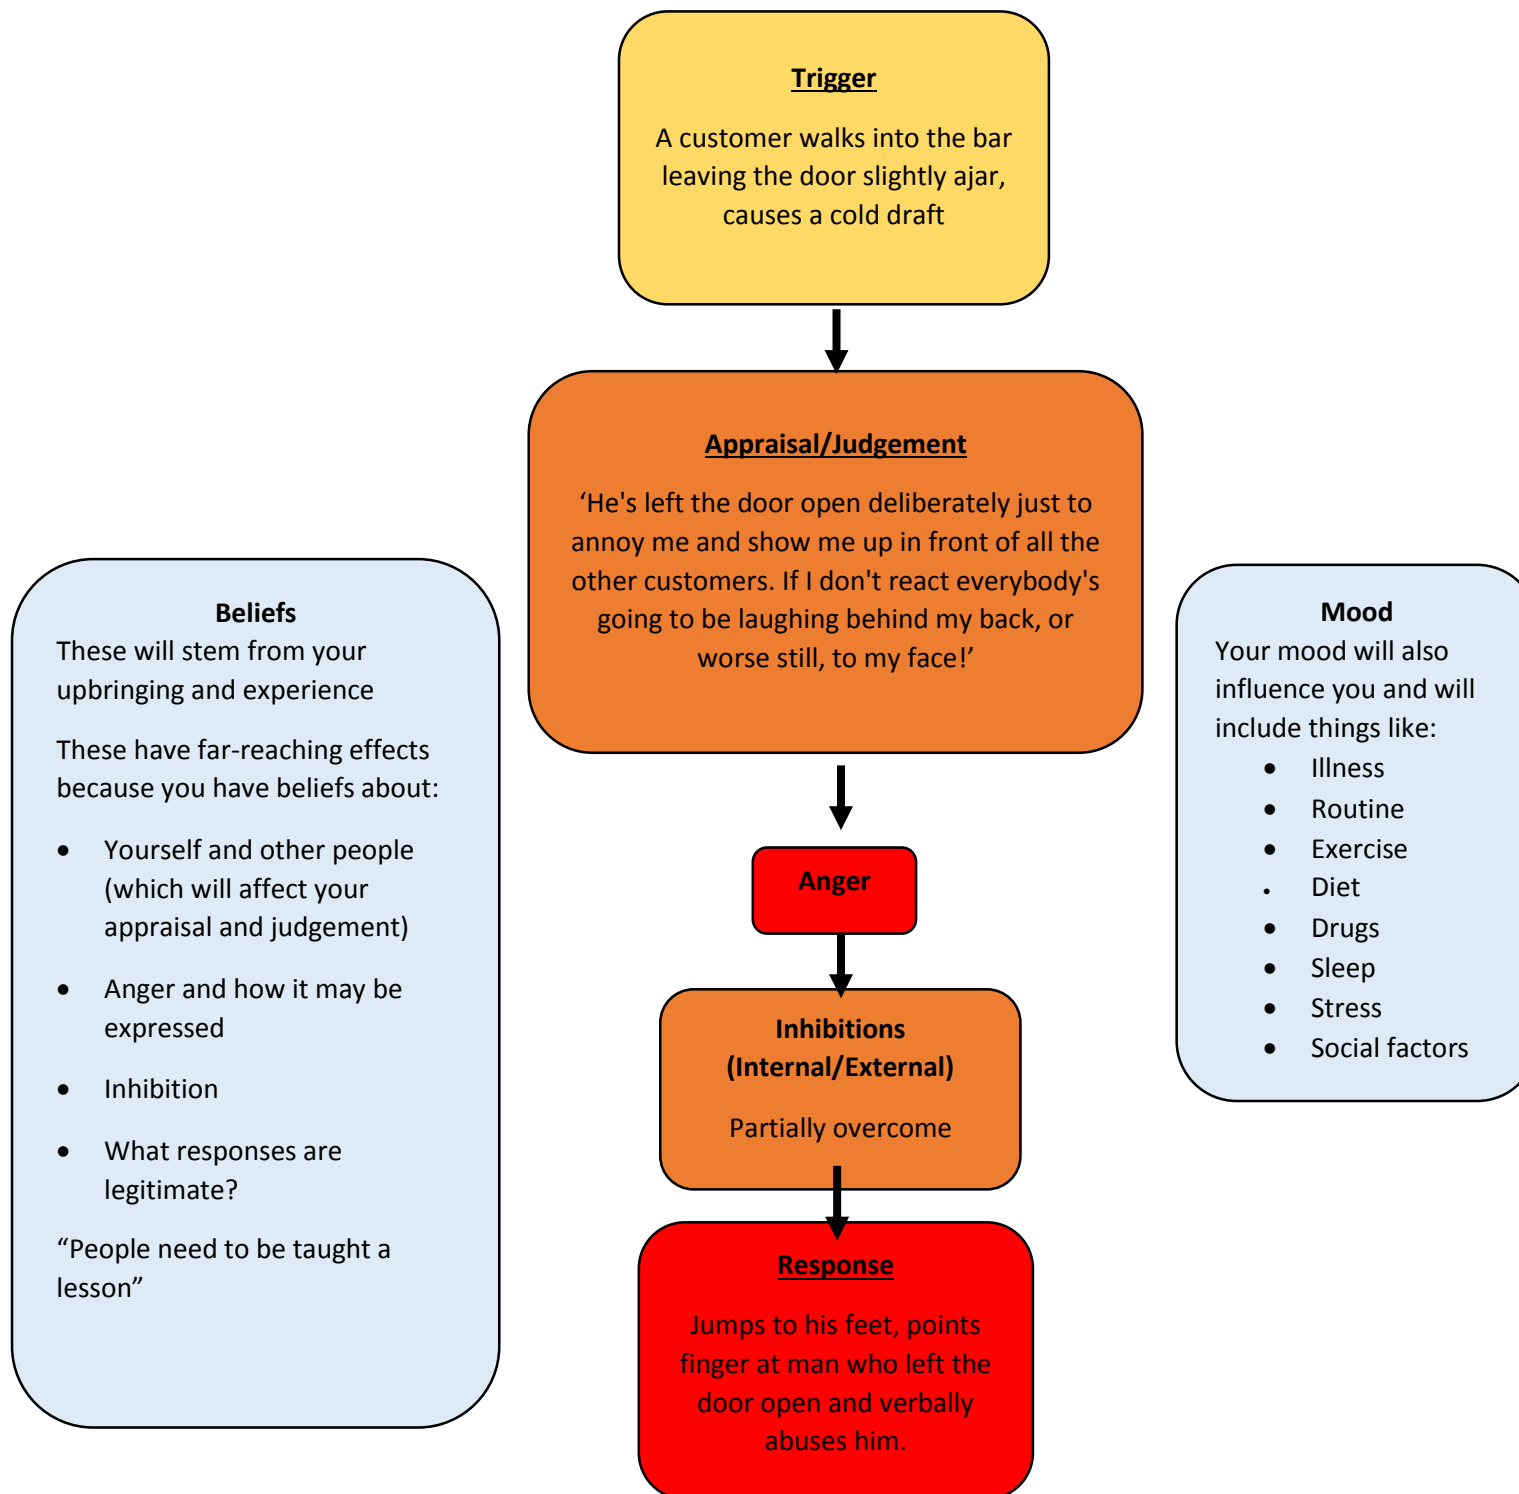 Trigger
A customer walks into the bar
leaving the door slightly ajar,
causes a cold draft
Appraisal/Judgement
‘He's left the door open deliberately just to
annoy me and show me up in front of all the
other customers. If I don't react everybody's
going to be laughing behind my back, or
worse still, to my face!’
Beliefs
These will stem from your
upbringing and experience
These have far-reaching effects
because you have beliefs about:
• Yourself and other people
(which will affect your
appraisal and judgement)
• Anger and how it may be
expressed
• Inhibition
• What responses are
legitimate?
“People need to be taught a
lesson”
Mood
Your mood will also
influence you and will
include things like:
• Illness
• Routine
• Exercise
• Diet
• Drugs
• Sleep
• Stress
• Social factors
Anger
Inhibitions
(Internal/External)
Partially overcome
Response
Jumps to his feet, points
finger at man who left the
door open and verbally
abuses him.